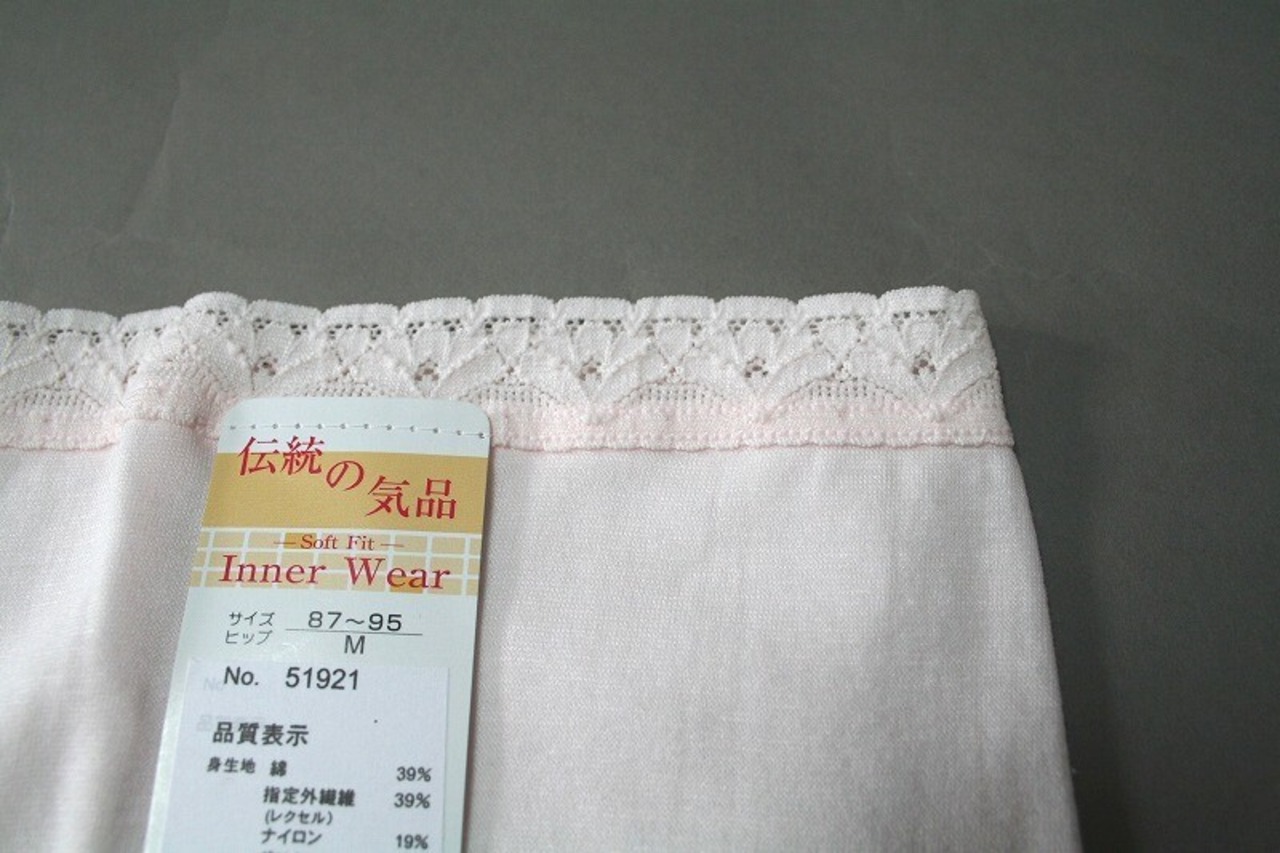 伝統の気品
— Soft Fit —
Inner Wear
サイズ 87～95
ヒップ M
No. 51921
品質表示
身生地 綿 39%
指定外繊維 39%
(レクセル)
ナイロン 19%